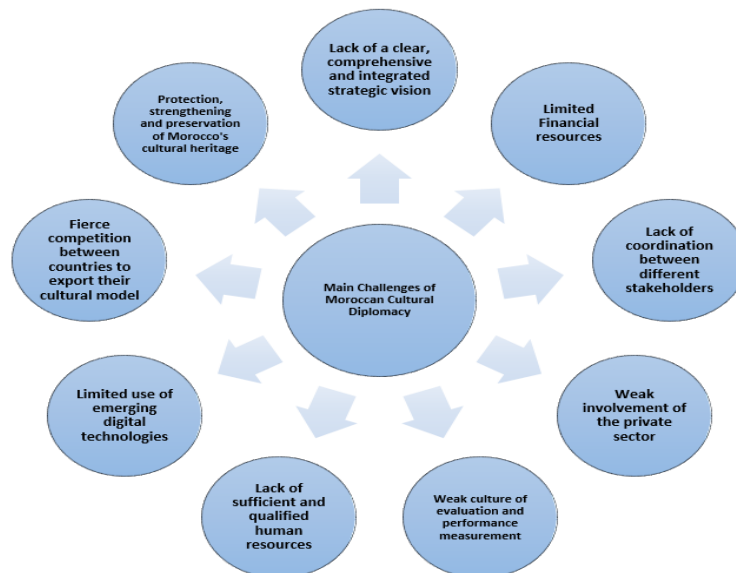 Lack of a clear,
comprehensive
and integrated
strategic vision
Limited
Financial
resources
Lack of
coordination
between
different
stakeholders
Weak
involvement of
the private
sector
Weak culture of
evaluation and
performance
measurement
Lack of
sufficient and
qualified
human
resources
Limited use of
emerging
digital
technologies
Fierce
competition
between
countries to
export their
cultural model
Protection,
strengthening
and preservation
of Morocco's
cultural heritage
Main Challenges of
Moroccan Cultural
Diplomacy